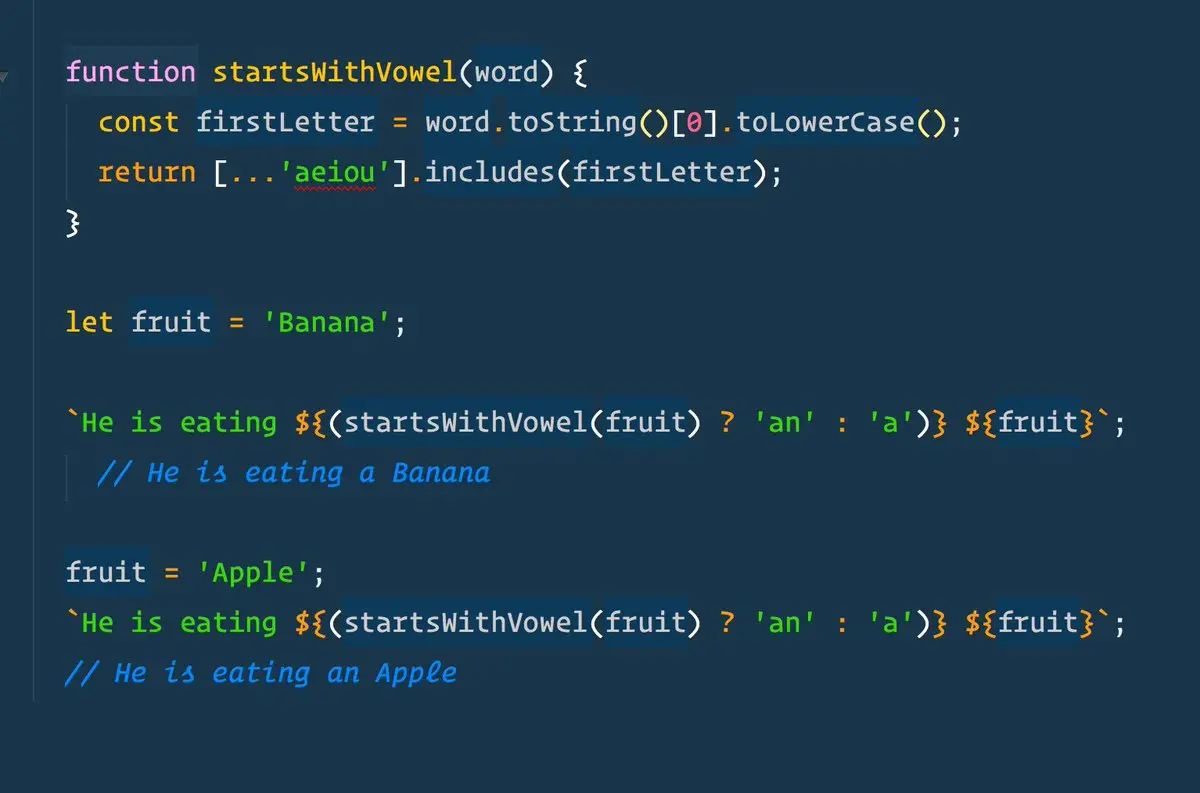 function startsWithVowel(word) {
  const firstLetter = word.toString()[0].toLowerCase();
  return [...'aeiou'].includes(firstLetter);
}
let fruit = 'Banana';
`He is eating ${(startsWithVowel(fruit) ? 'an' : 'a')} ${fruit}`;
  // He is eating a Banana
fruit = 'Apple';
`He is eating ${(startsWithVowel(fruit) ? 'an' : 'a')} ${fruit}`;
// He is eating an Apple